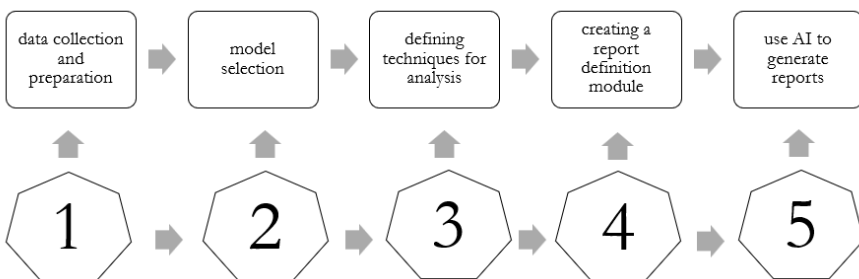 data collection
and
preparation
model
selection
defining
techniques for
analysis
creating a
report
definition
module
use AI to
generate
reports
1
2
3
4
5